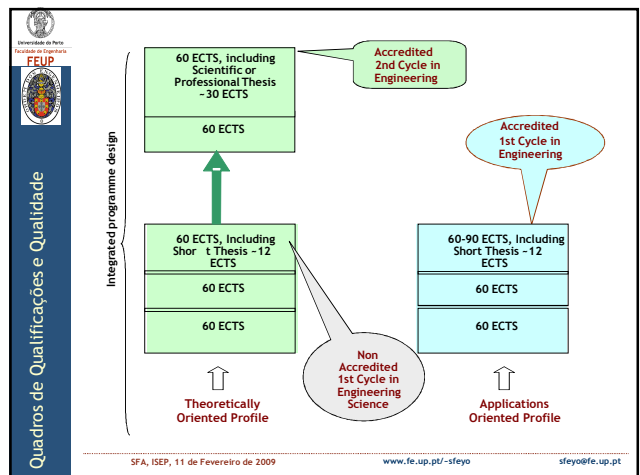 Universidade do Porto
Faculdade de Engenharia
FEUP
Quadros de Qualificações e Qualidade
Integrated programme design
60 ECTS, including
Scientific or
Professional Thesis
~30 ECTS
60 ECTS
Accredited
2nd Cycle in
Engineering
Accredited
1st Cycle in
Engineering
60 ECTS, Including
Shor t Thesis ~12
ECTS
60 ECTS
60 ECTS
60-90 ECTS, Including
Short Thesis ~12
ECTS
60 ECTS
60 ECTS
Non
Accredited
1st Cycle in
Engineering
Science
Theoretically
Oriented Profile
Applications
Oriented Profile
SFA, ISEP, 11 de Fevereiro de 2009
www.fe.up.pt/~sfeyo
sfeyo@fe.up.pt